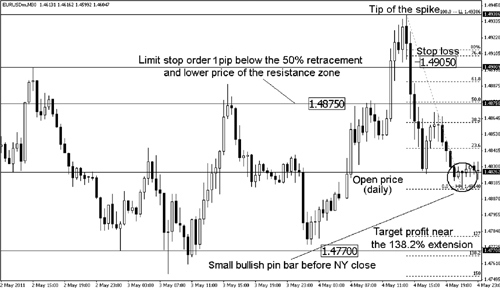 EURUSDm,M30 1.46131 1.46161 1.45992 1.46047
Tip of the spike
Stop loss
1.49050
Limit stop order 1pip below the 50% retracement
and lower price of the resistance zone
1.48750
Open price
(daily)
Target profit near
the 138.2% extension
1.47700
Small bullish pin bar before NY close
2 May 2011 2 May 15:00 2 May 19:00 2 May 23:00 3 May 03:00 3 May 07:00 3 May 11:00 3 May 15:00 3 May 19:00 3 May 23:00 4 May 03:00 4 May 07:00 4 May 11:00 4 May 15:00 4 May 19:00 4 May 23:00